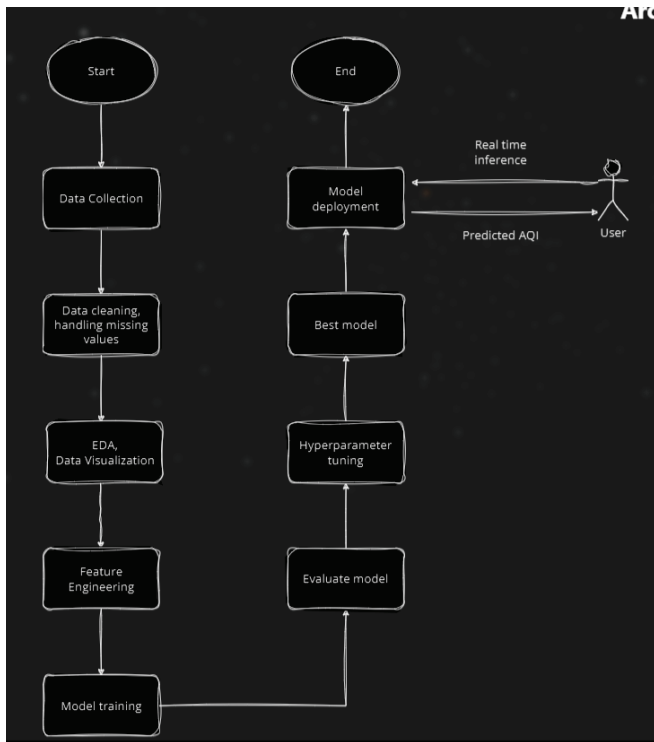 Arc
Start
End
Real time
inference
Data Collection
Model
deployment
Predicted AQI
User
Data cleaning,
handling missing
values
Best model
EDA,
Data Visualization
Hyperparameter
tuning
Feature
Engineering
Evaluate model
Model training